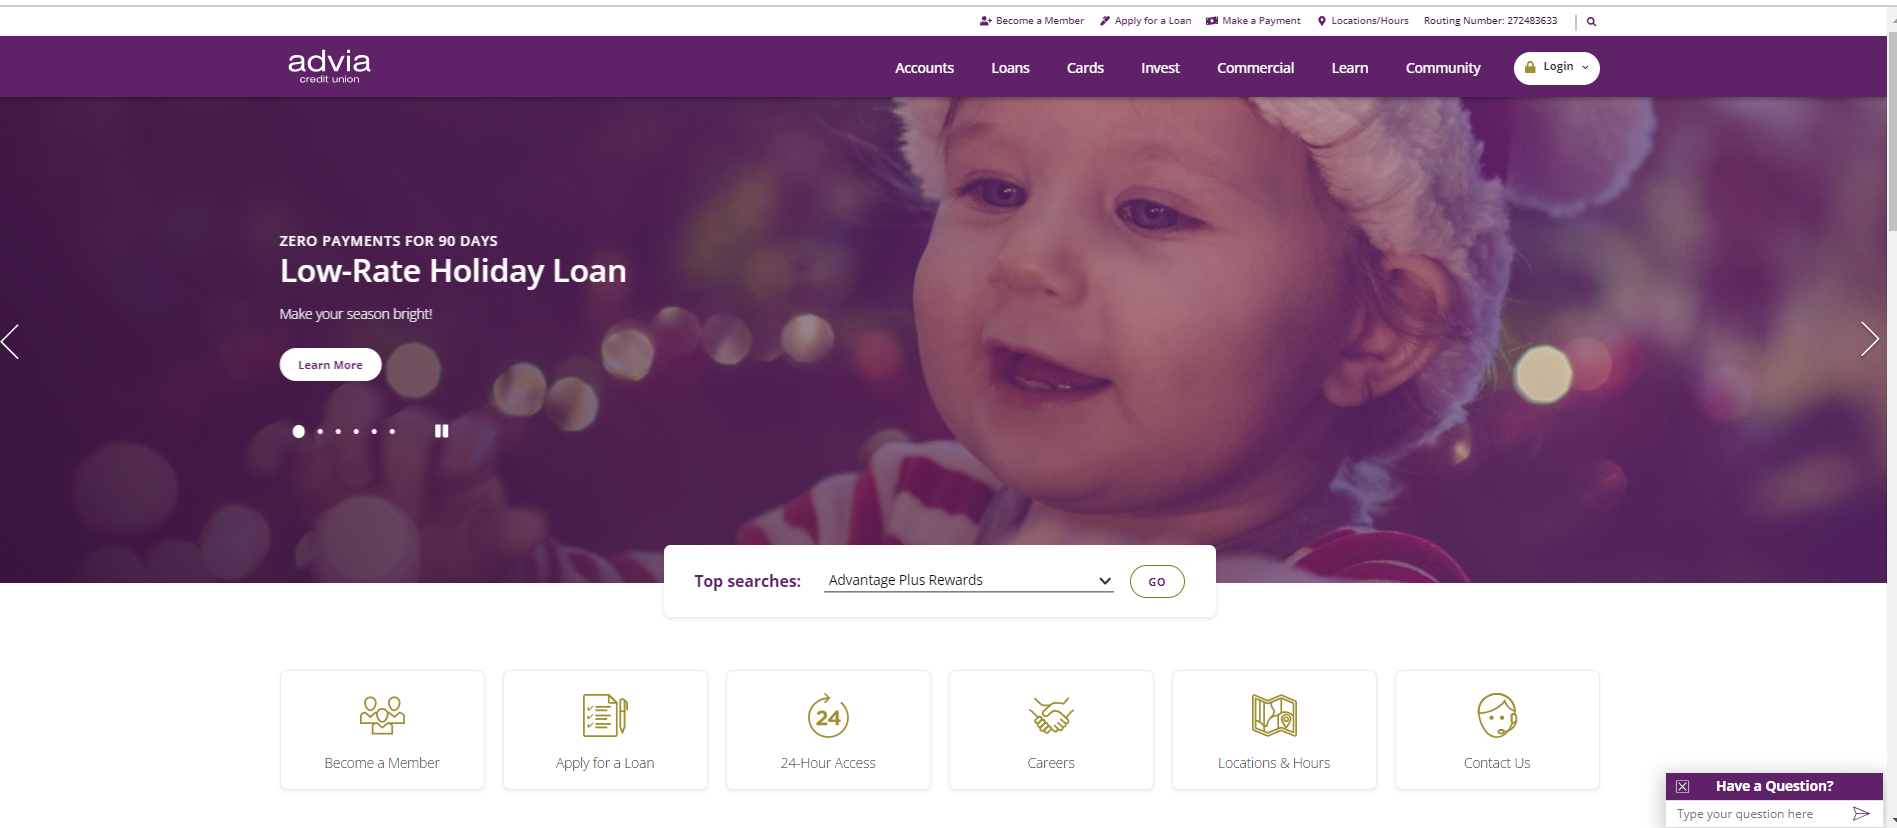 Become a Member Apply for a Loan Make a Payment Locations/Hours Routing Number: 272483633
advia
credit union
Accounts Loans Cards Invest Commercial Learn Community Login
ZERO PAYMENTS FOR 90 DAYS
Low-Rate Holiday Loan
Make your season bright!
Learn More
Top searches: Advantage Plus Rewards GO
24
Become a Member Apply for a Loan 24-Hour Access Careers Locations & Hours Contact Us
Have a Question?
Type your question here